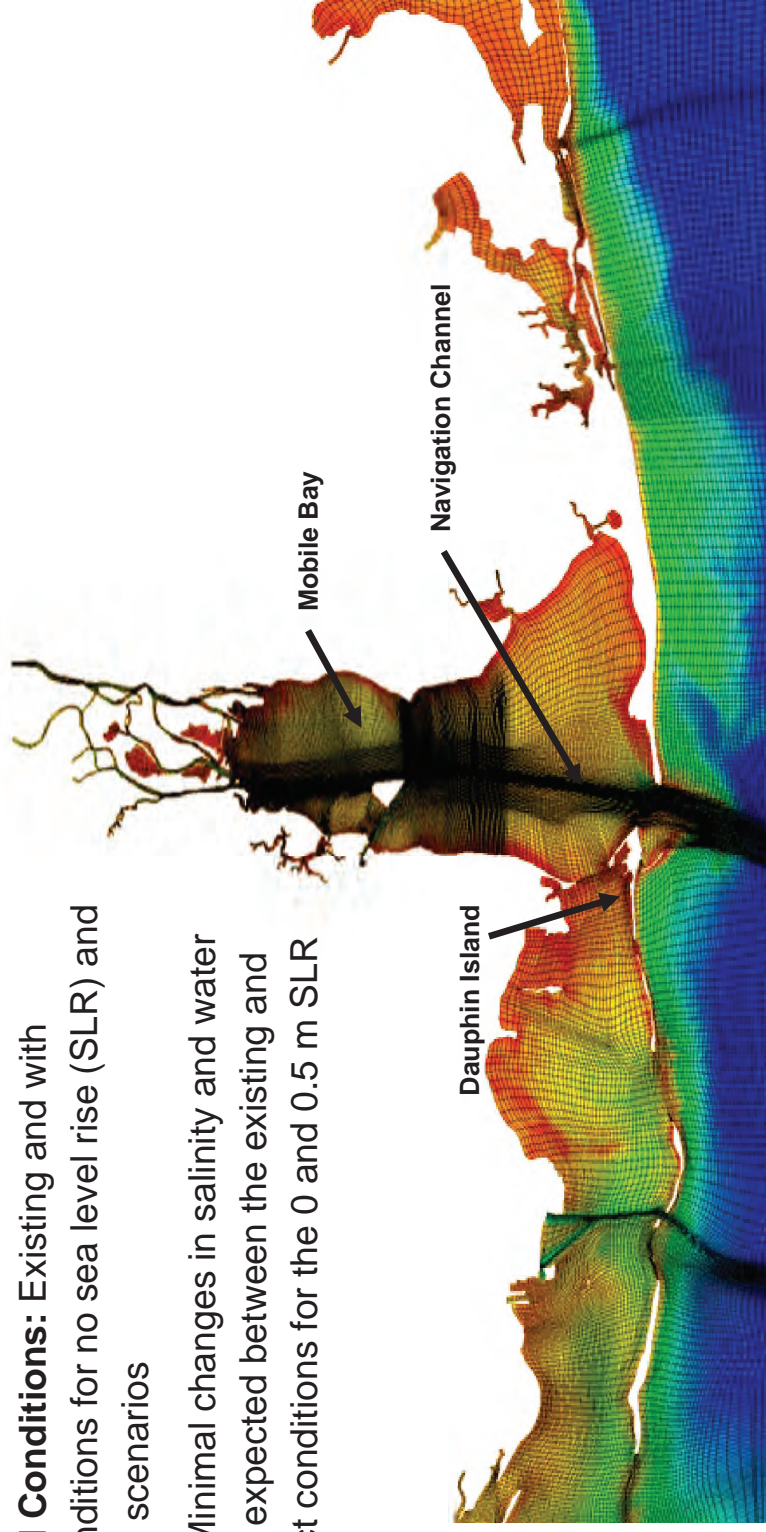 Conditions: Existing and with
nditions for no sea level rise (SLR) and
scenarios
Minimal changes in salinity and water
expected between the existing and
ct conditions for the 0 and 0.5 m SLR
Mobile Bay
Navigation Channel
Dauphin Island